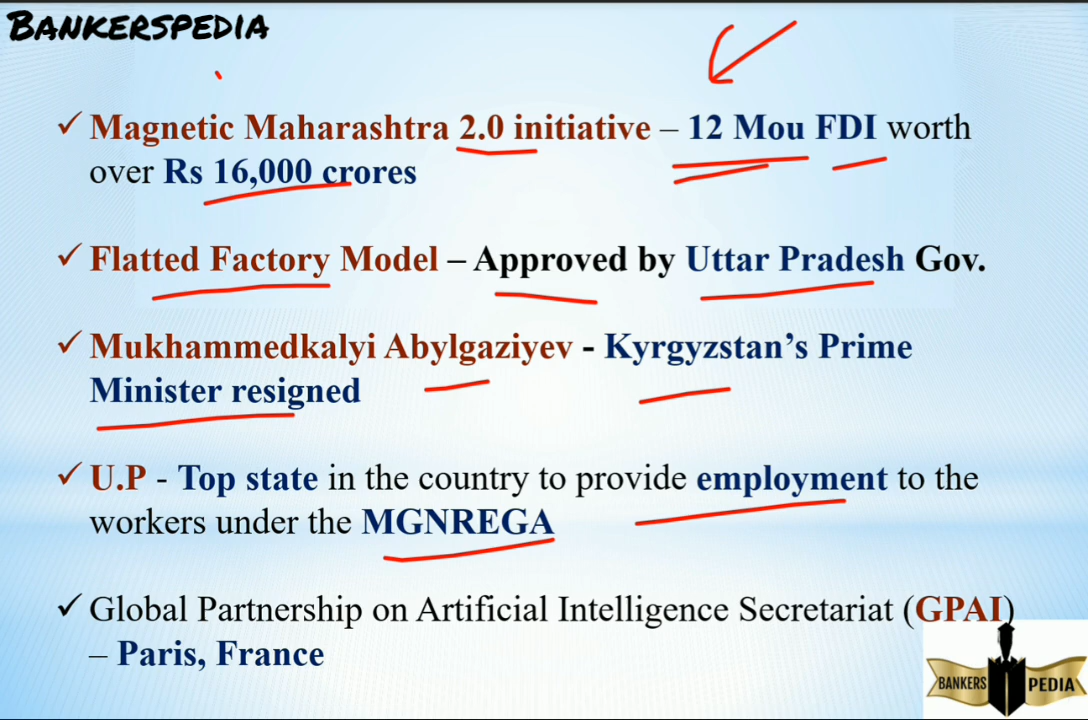 BANKERSPEDIA
✓ Magnetic Maharashtra 2.0 initiative – 12 Mou FDI worth
over Rs 16,000 crores
✓ Flatted Factory Model – Approved by Uttar Pradesh Gov.
✓ Mukhammedkalyi Abylgaziyev - Kyrgyzstan’s Prime
Minister resigned
✓ U.P - Top state in the country to provide employment to the
workers under the MGNREGA
✓ Global Partnership on Artificial Intelligence Secretariat (GPAI)
– Paris, France
BANKERS PEDIA